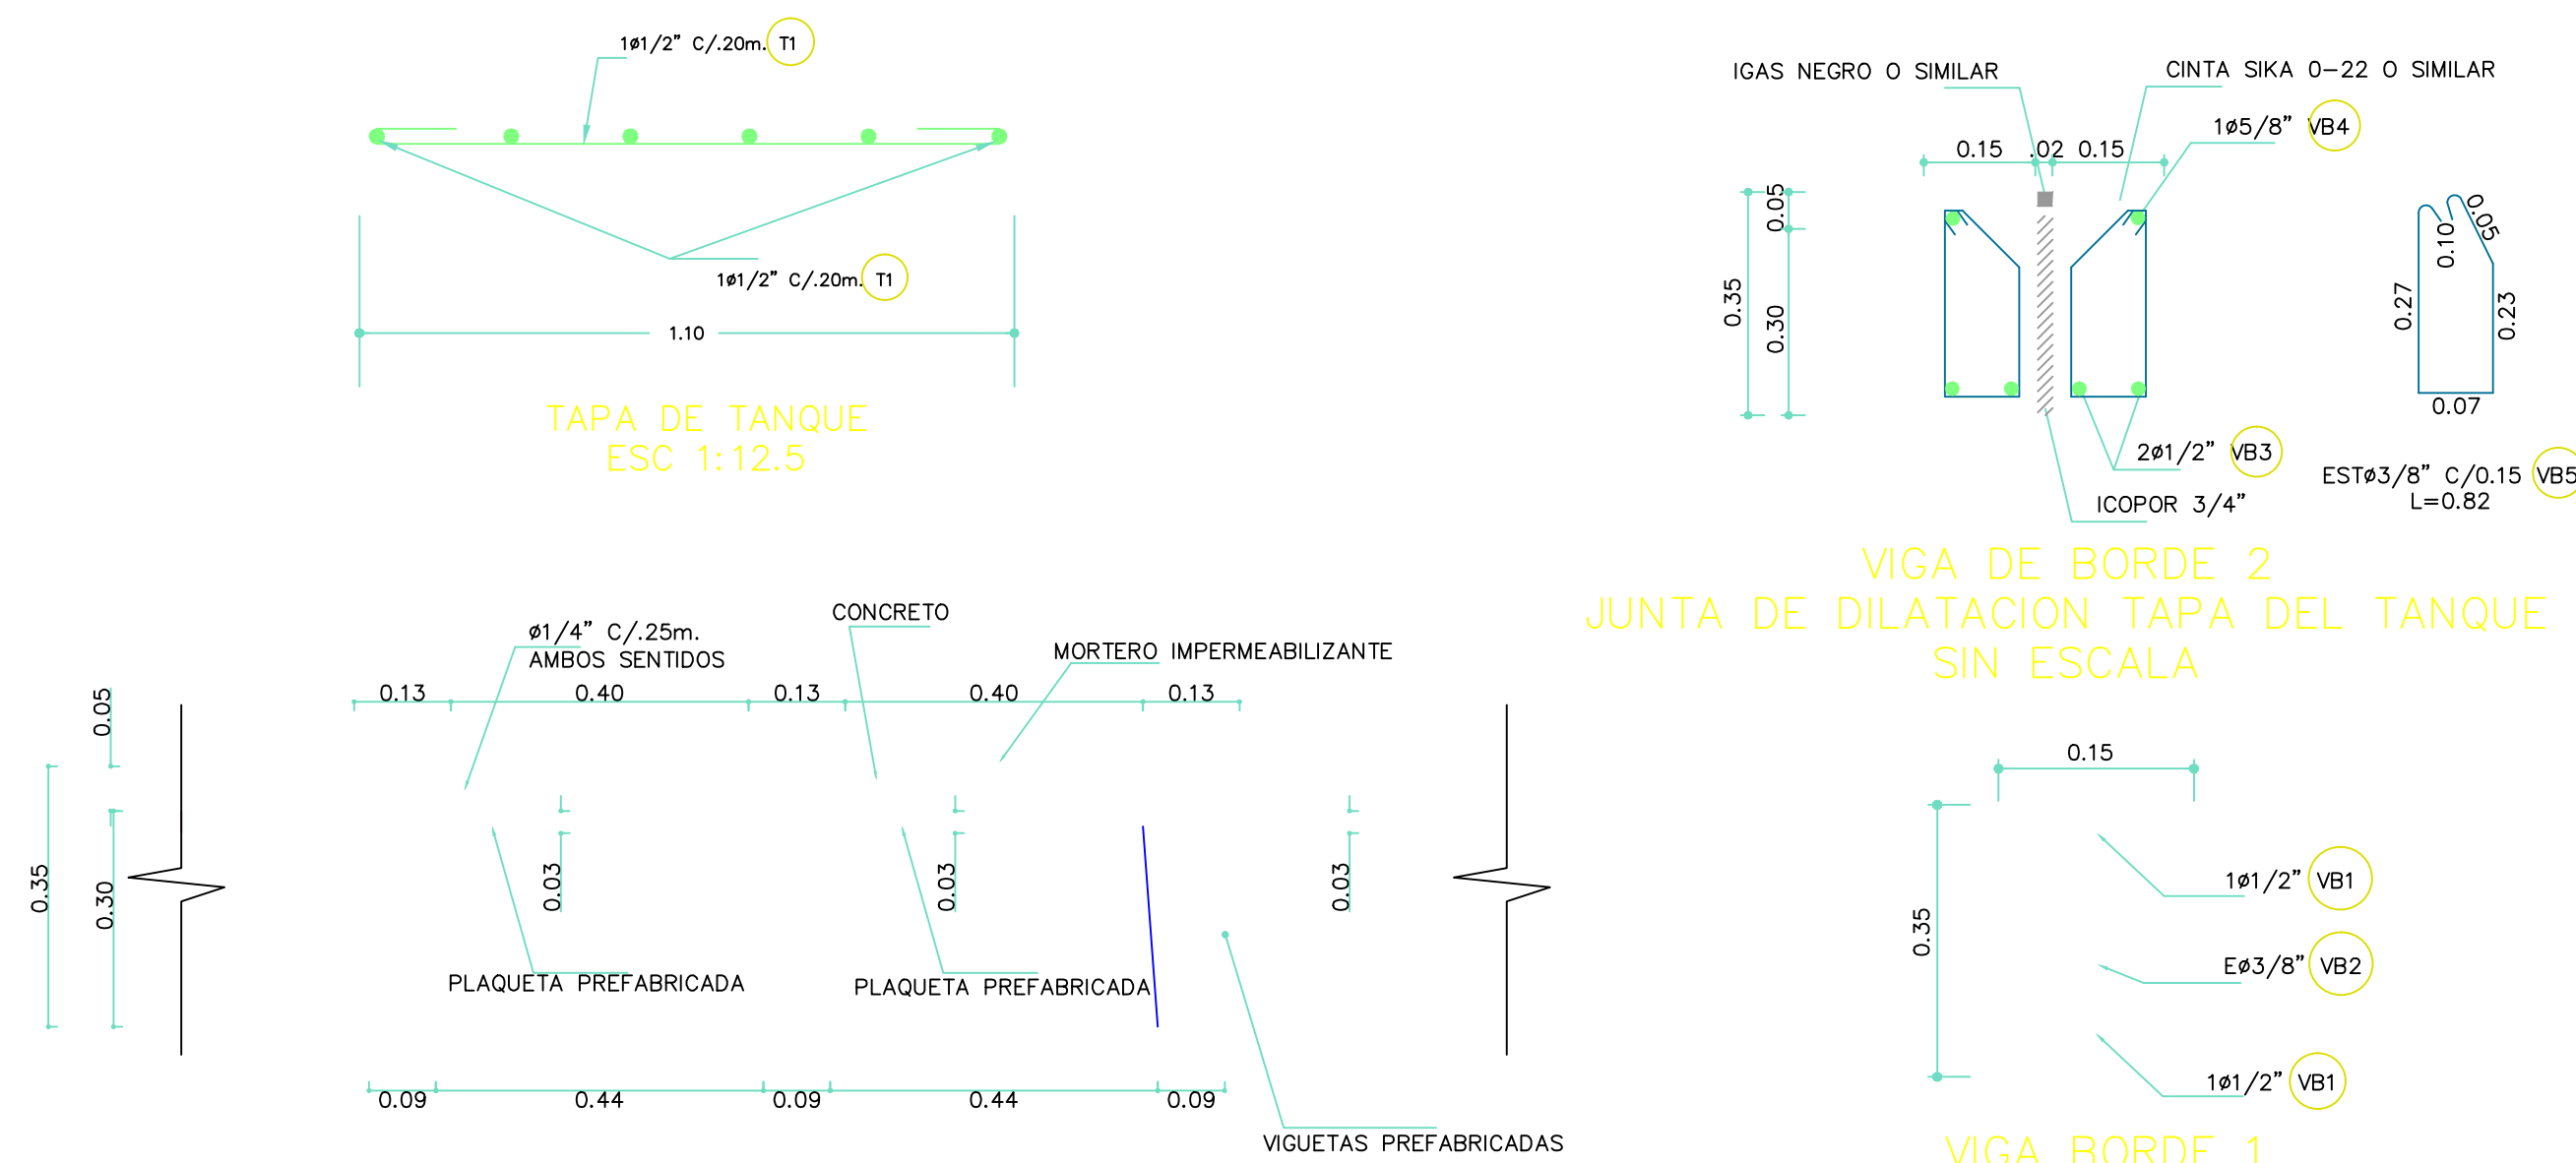 1ø1/2” C/.20m. T1
1ø1/2” C/.20m. T1
1.10
TAPA DE TANQUE
ESC 1:12.5
IGAS NEGRO O SIMILAR
CINTA SIKA 0-22 O SIMILAR
1ø5/8” VB4
0.15 .02 0.15
0.05
0.35
0.30
0.05
0.10
0.27
0.23
0.07
2ø1/2” VB3
ESTø3/8” C/0.15 VB5
L=0.82
ICOPOR 3/4”
VIGA DE BORDE 2
JUNTA DE DILATACION TAPA DEL TANQUE
SIN ESCALA
CONCRETO
ø1/4” C/.25m.
AMBOS SENTIDOS
MORTERO IMPERMEABILIZANTE
0.13 0.40 0.13 0.40 0.13
0.05
0.35
0.30
0.03
0.03
0.03
PLAQUETA PREFABRICADA
PLAQUETA PREFABRICADA
0.09 0.44 0.09 0.44 0.09
VIGUETAS PREFABRICADAS
0.15
0.35
1ø1/2” VB1
Eø3/8” VB2
1ø1/2” VB1
VIGA BORDE 1